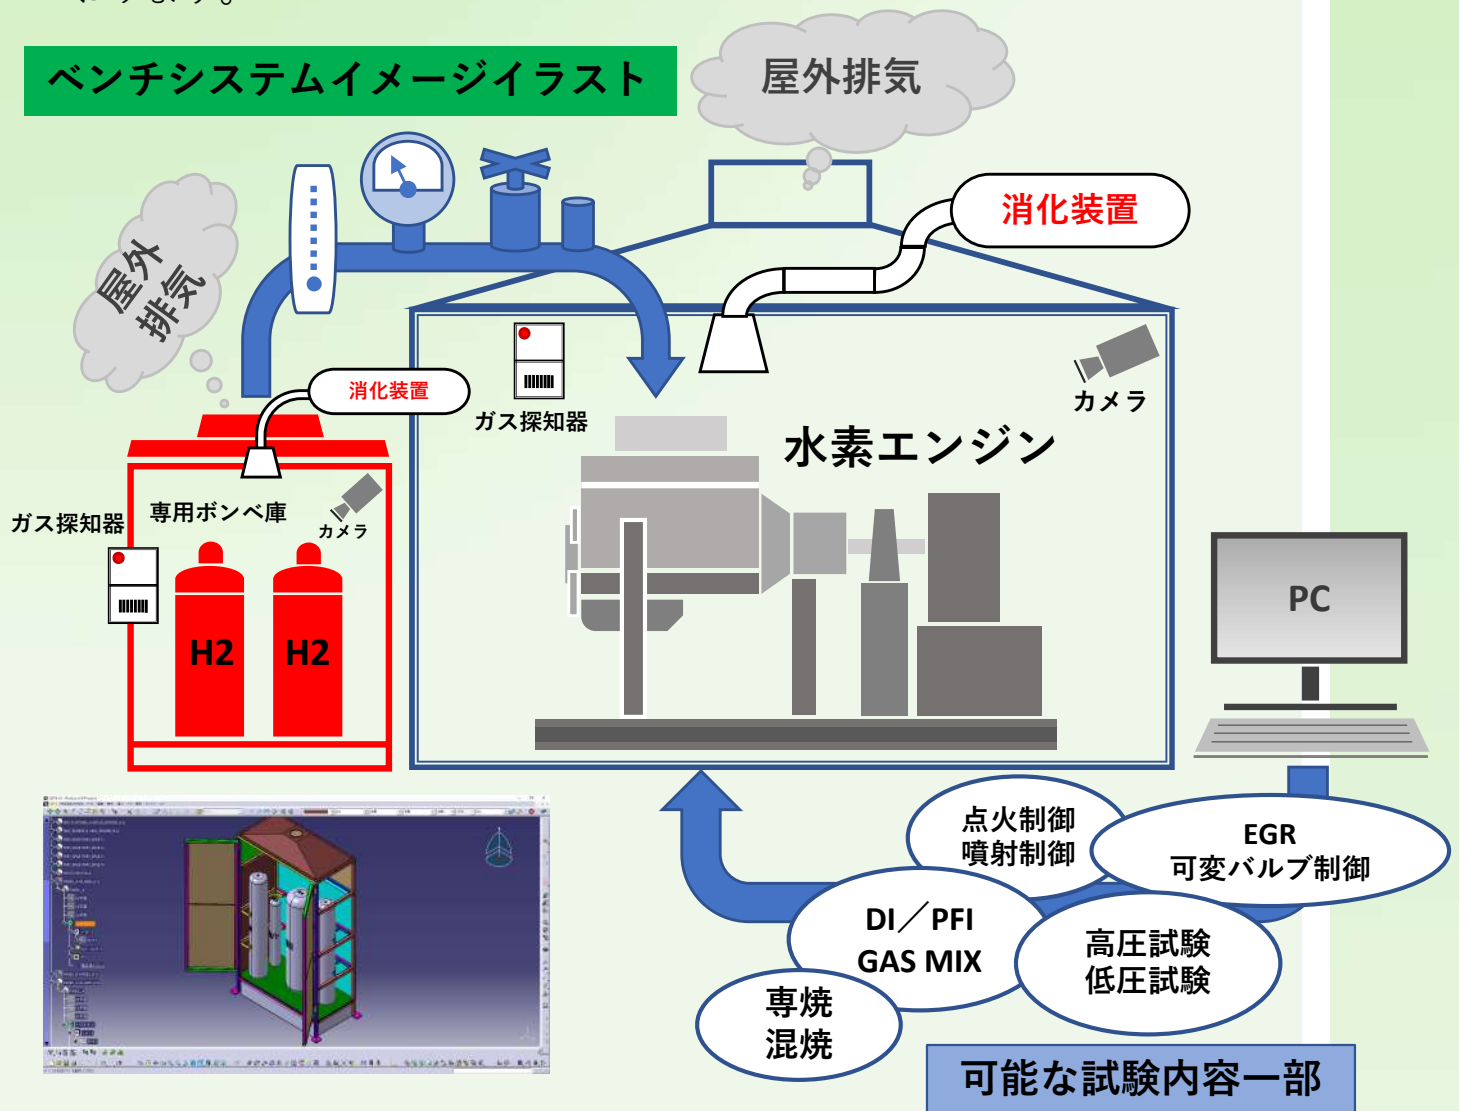 ベンチシステムイメージイラスト
屋外排気
消化装置
屋外
排気
消化装置
ガス探知器
カメラ
水素エンジン
ガス探知器
専用ボンベ庫
カメラ
H2
H2
PC
点火制御
噴射制御
EGR
可変バルブ制御
DI／PFI
GAS MIX
高圧試験
低圧試験
専焼
混焼
可能な試験内容一部